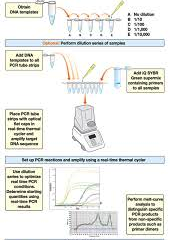 Obtain
DNA
templates
A No dilution
B 1/10
C 1/100
D 1/1,000
E 1/10,000
Optional: Perform dilution series of samples
Add DNA
templates to all
PCR tube strips
Add iQ SYBR
Green supermix
containing primers
to all samples
Place PCR tube
strips with optical
flat caps in
real-time thermal
cycler and
amplify target
DNA sequence
Set up PCR reactions and amplify using a real-time thermal cycler
Use dilution
series to optimize
real time PCR
conditions.
Determine starting
quantities using
real-time PCR
results
Perform melt-curve
analysis to
distinguish specific
PCR products
from non-specific
products such as
primer dimers